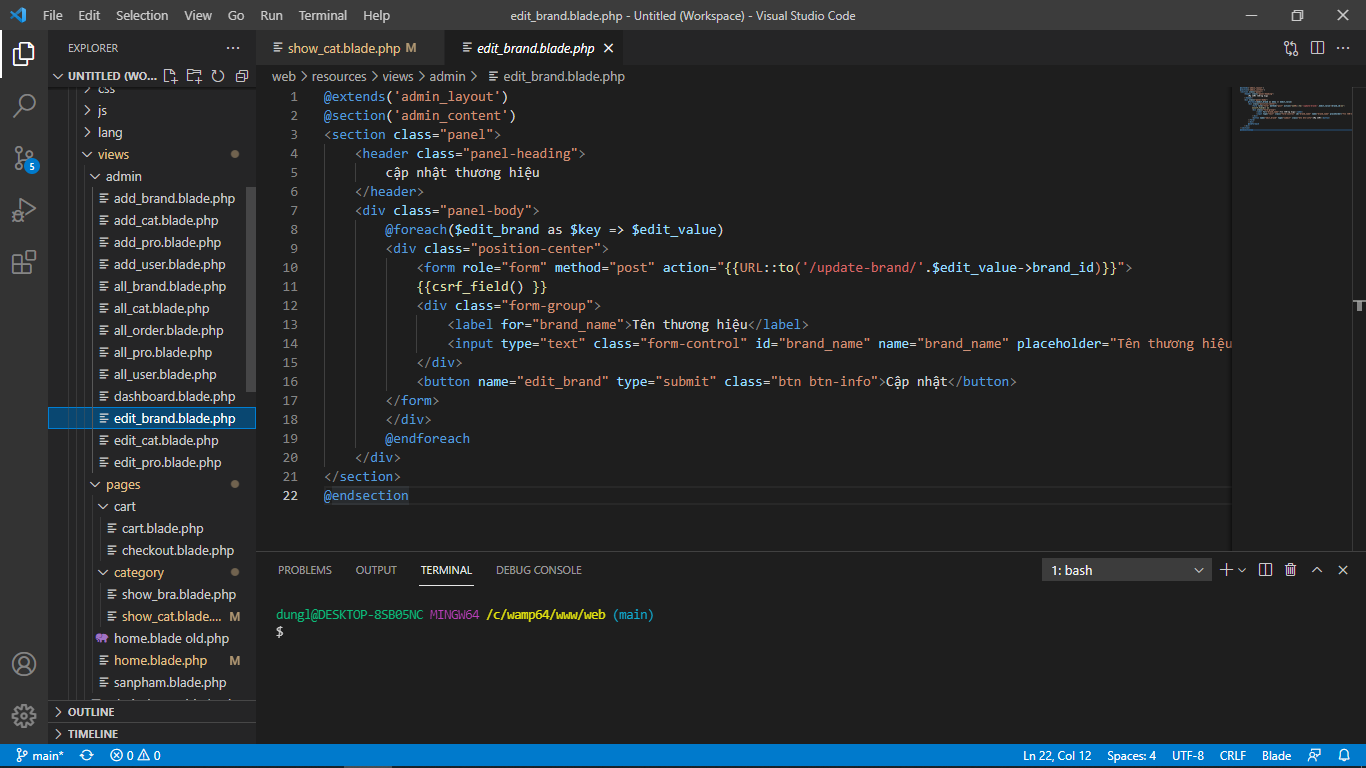 File Edit Selection View Go Run Terminal Help edit_brand.blade.php - Untitled (Workspace) - Visual Studio Code
EXPLORER
UNTITLED (WO...
css
js
lang
views
admin
add_brand.blade.php
add_cat.blade.php
add_pro.blade.php
add_user.blade.php
all_brand.blade.php
all_cat.blade.php
all_order.blade.php
all_pro.blade.php
all_user.blade.php
dashboard.blade.php
edit_brand.blade.php
edit_cat.blade.php
edit_pro.blade.php
pages
cart
cart.blade.php
checkout.blade.php
category
show_bra.blade.php
show_cat.blade.... M
home.blade old.php
home.blade.php M
sanpham.blade.php
OUTLINE
TIMELINE
5
show_cat.blade.php M edit_brand.blade.php
web > resources > views > admin > edit_brand.blade.php
1 @extends('admin_layout')
2 @section('admin_content')
3 <section class="panel">
4 <header class="panel-heading">
5 cập nhật thương hiệu
6 </header>
7 <div class="panel-body">
8 @foreach($edit_brand as $key => $edit_value)
9 <div class="position-center">
10 <form role="form" method="post" action="{{URL::to('/update-brand/'.$edit_value->brand_id)}}">
11 {{csrf_field() }}
12 <div class="form-group">
13 <label for="brand_name">Tên thương hiệu</label>
14 <input type="text" class="form-control" id="brand_name" name="brand_name" placeholder="Tên thương hiệu
15 </div>
16 <button name="edit_brand" type="submit" class="btn btn-info">Cập nhật</button>
17 </form>
18 </div>
19 @endforeach
20 </div>
21 </section>
22 @endsection
PROBLEMS OUTPUT TERMINAL DEBUG CONSOLE 1: bash
dungl@DESKTOP-8SB05NC MINGW64 /c/wamp64/www/web (main)
$
main* 0 0 Ln 22, Col 12 Spaces: 4 UTF-8 CRLF Blade